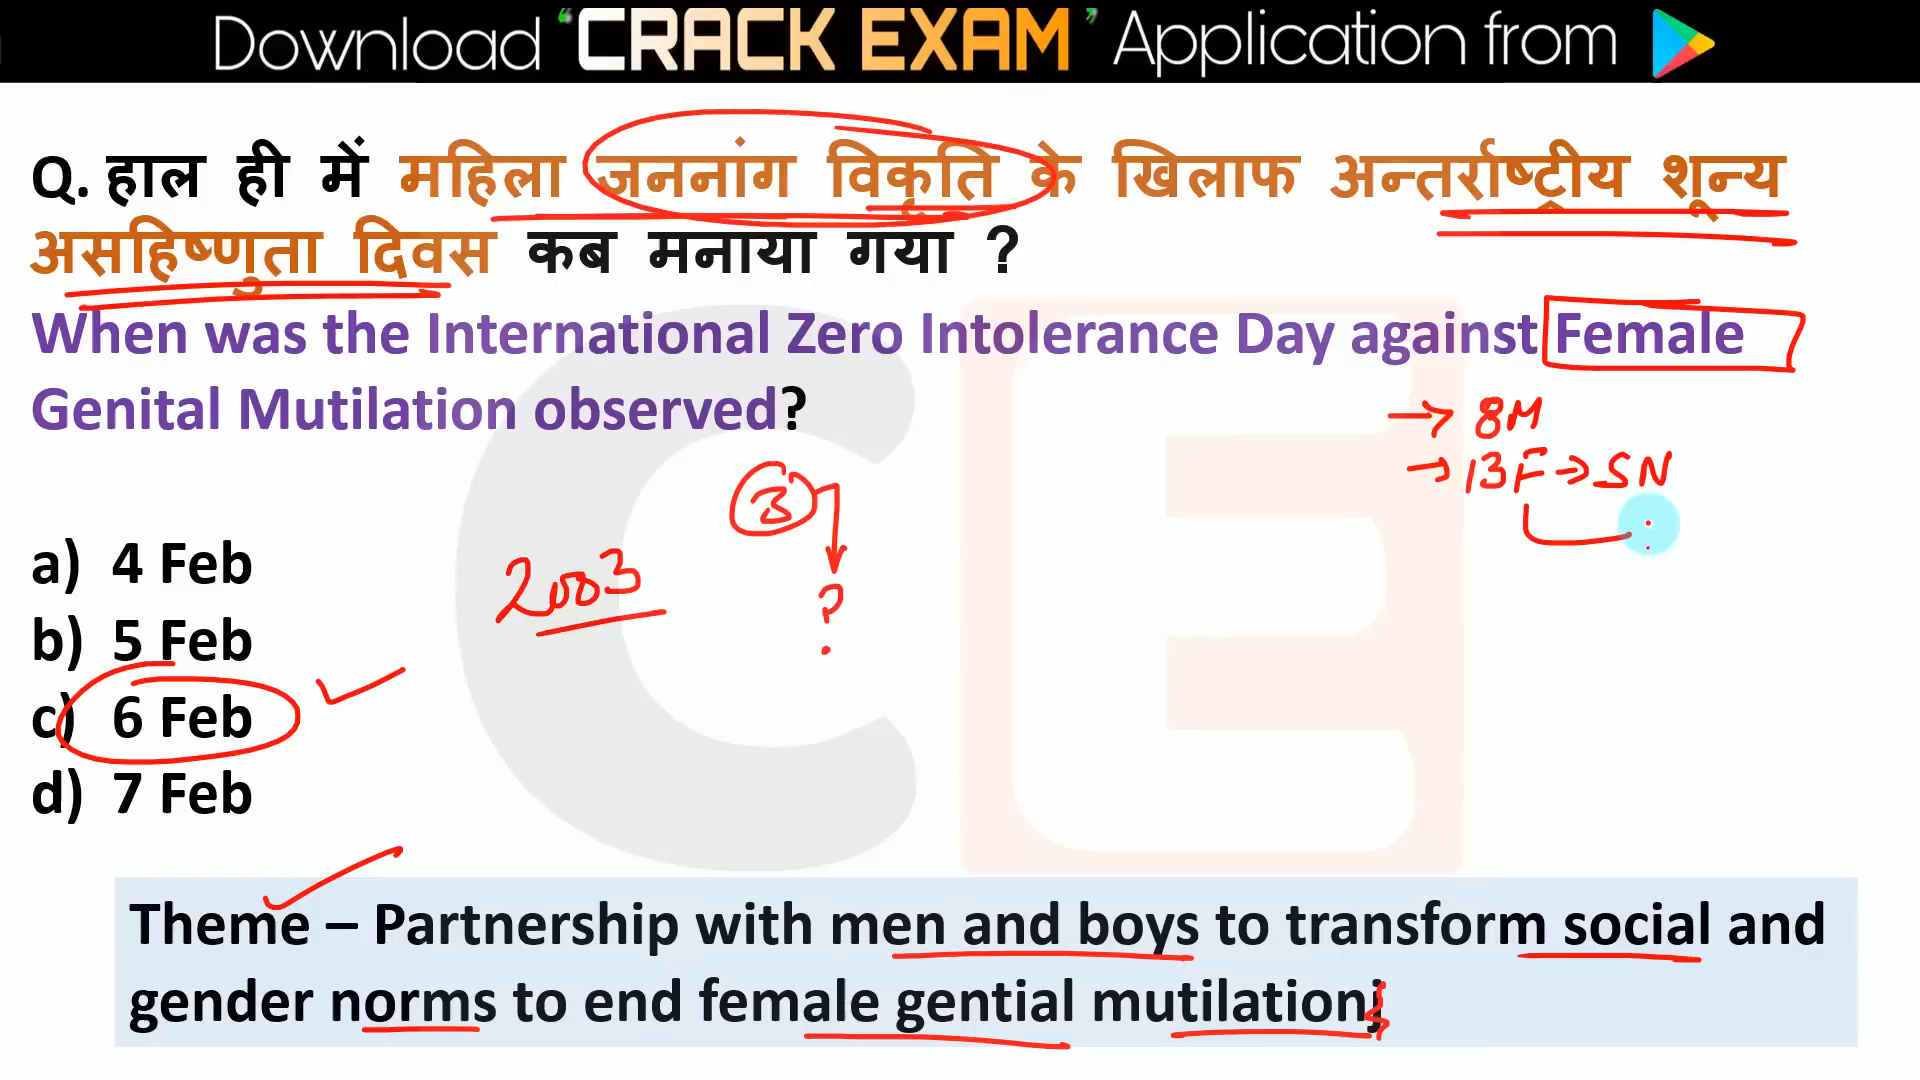 Download “CRACK EXAM” Application from
Q. हाल ही में महिला जननांग विकृति के खिलाफ अन्तर्राष्ट्रीय शून्य
असहिष्णुता दिवस कब मनाया गया ?
When was the International Zero Intolerance Day against Female
Genital Mutilation observed?
→ 8M
→ 13F → SN
3
?
2003
a) 4 Feb
b) 5 Feb
c) 6 Feb
d) 7 Feb
CE
Theme – Partnership with men and boys to transform social and
gender norms to end female gential mutilation